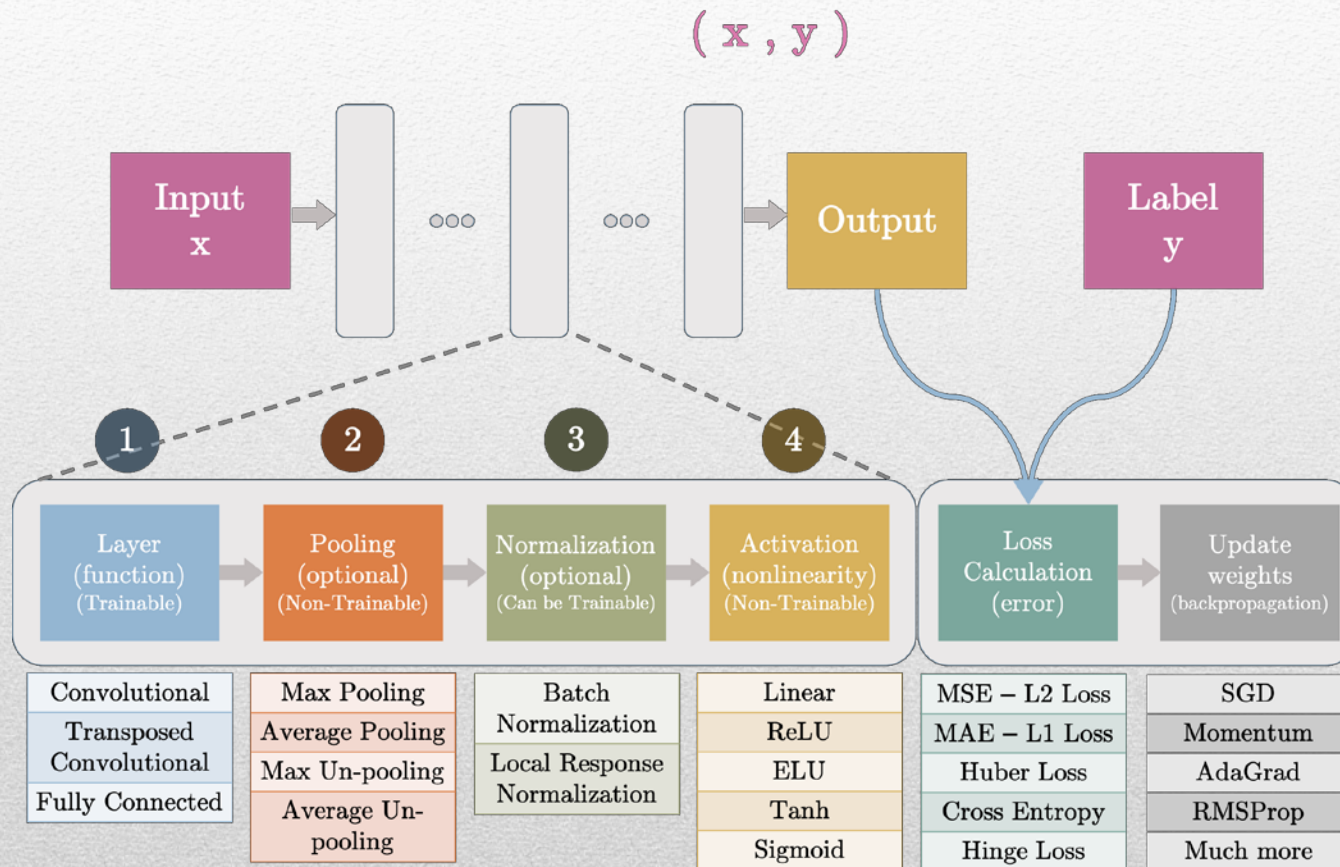 ( x , y )
Input
x
Output
Label
y
1
2
3
4
Layer
(function)
(Trainable)
Pooling
(optional)
(Non-Trainable)
Normalization
(optional)
(Can be Trainable)
Activation
(nonlinearity)
(Non-Trainable)
Loss
Calculation
(error)
Update
weights
(backpropagation)
Convolutional
Transposed
Convolutional
Fully Connected
Max Pooling
Average Pooling
Max Un-pooling
Average Un-
pooling
Batch
Normalization
Local Response
Normalization
Linear
ReLU
ELU
Tanh
Sigmoid
MSE – L2 Loss
MAE – L1 Loss
Huber Loss
Cross Entropy
Hinge Loss
SGD
Momentum
AdaGrad
RMSProp
Much more